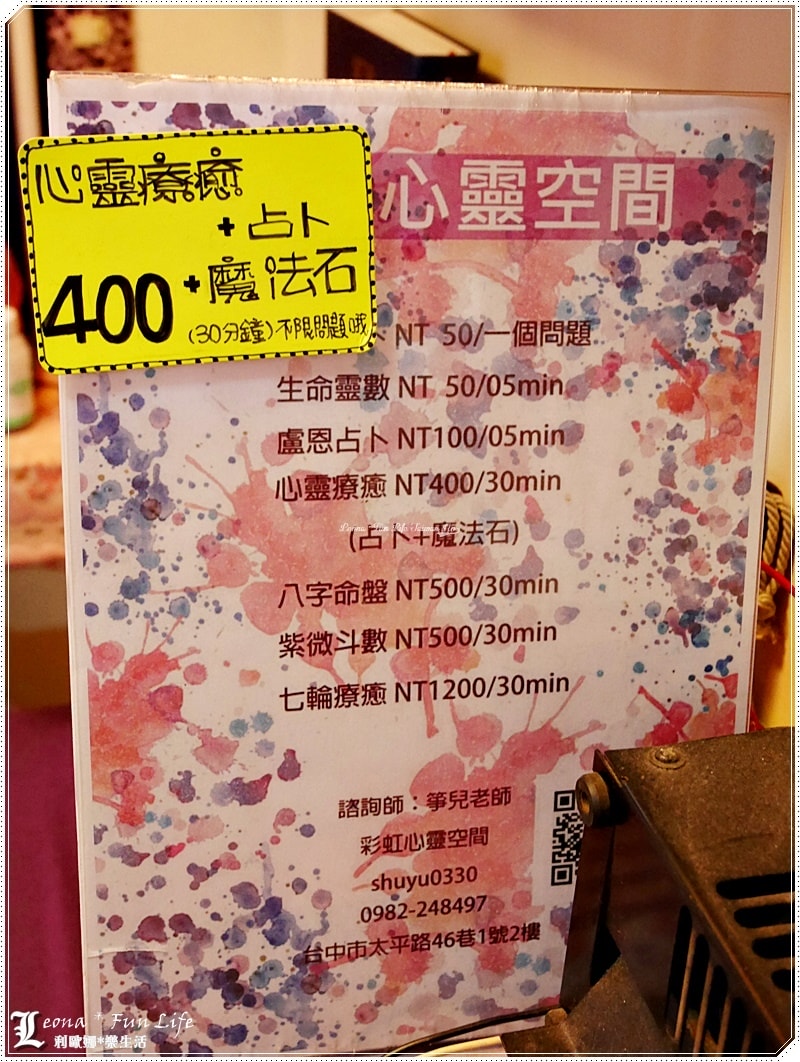 心靈療癒
+占卜
400 +魔法石
(30分鐘)不限問題哦
心靈空間
卜 NT 50/一個問題
生命靈數 NT 50/05min
盧恩占卜 NT100/05min
心靈療癒 NT400/30min
(占卜+魔法石)
八字命盤 NT500/30min
紫微斗數 NT500/30min
七輪療癒 NT1200/30min
諮詢師：箏兒老師
彩虹心靈空間
shuyu0330
0982-248497
台中市太平路46巷1號2樓
Leona * Fun Life
利歐娜*樂生活